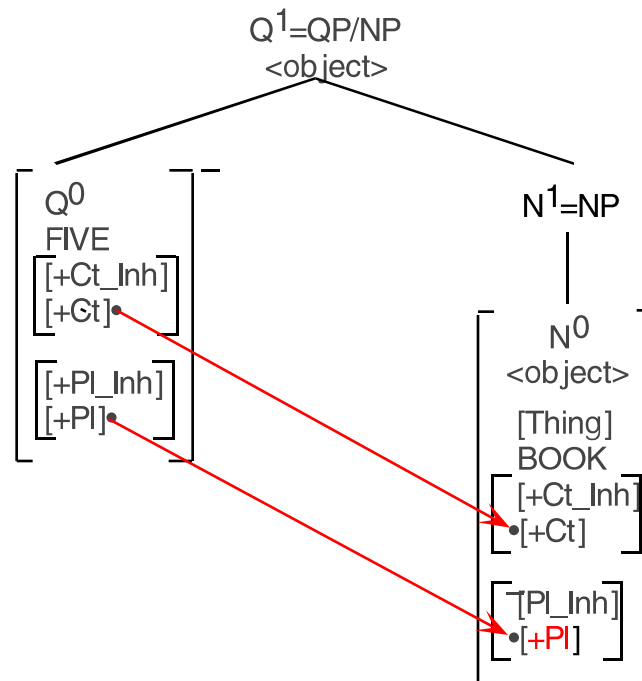 Q1=QP/NP
<object>
Q0
FIVE
[+Ct_Inh]
[+Ct]
[+Pl_Inh]
[+Pl]
N1=NP
N0
<object>
[Thing]
BOOK
[+Ct_Inh]
[+Ct]
[Pl_Inh]
[+Pl]